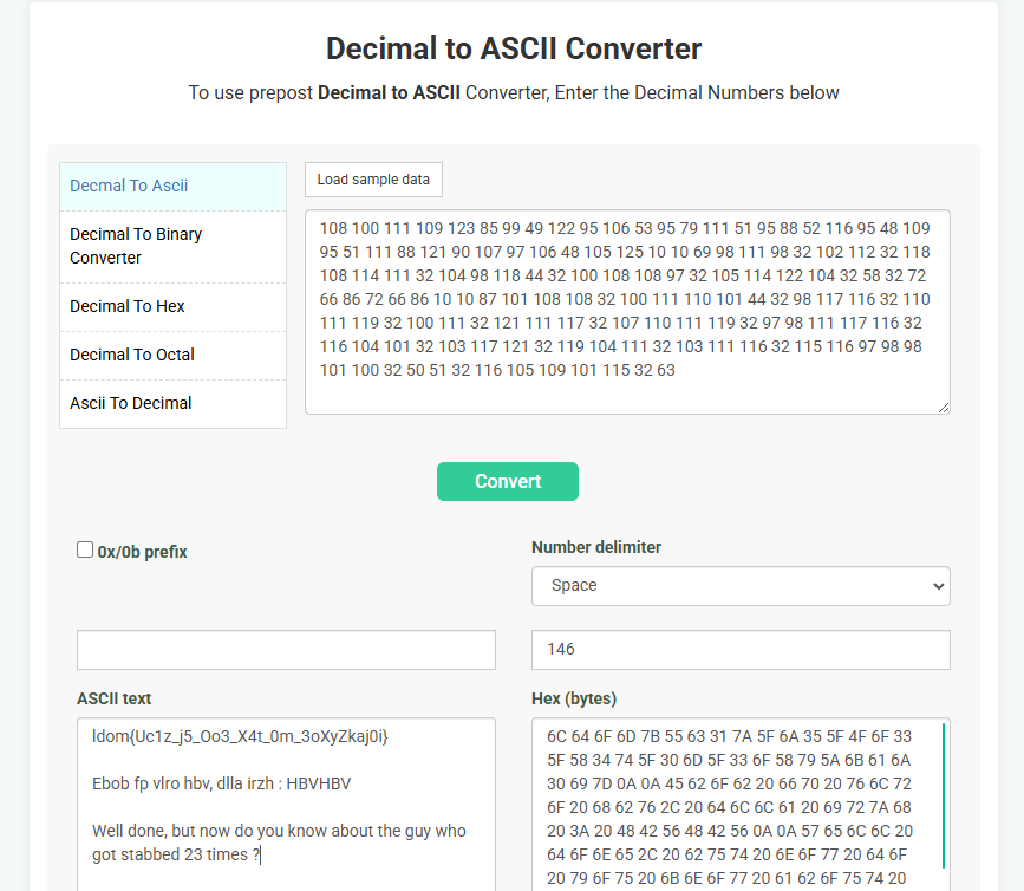 Decimal to ASCII Converter
To use prepost Decimal to ASCII Converter, Enter the Decimal Numbers below
Decmal To Ascii
Decimal To Binary
Converter
Decimal To Hex
Decimal To Octal
Ascii To Decimal
Load sample data
108 100 111 109 123 85 99 49 122 95 106 53 95 79 111 51 95 88 52 116 95 48 109
95 51 111 88 121 90 107 97 106 48 105 125 10 10 69 98 111 98 32 102 112 32 118
108 114 111 32 104 98 118 44 32 100 108 108 97 32 105 114 122 104 32 58 32 72
66 86 72 66 86 10 10 87 101 108 108 32 100 111 110 101 44 32 98 117 116 32 110
111 119 32 100 111 32 121 111 117 32 107 110 111 119 32 97 98 111 117 116 32
116 104 101 32 103 117 121 32 119 104 111 32 103 111 116 32 115 116 97 98 98
101 100 32 50 51 32 116 105 109 101 115 32 63
Convert
0x/0b prefix
Number delimiter
Space
146
ASCII text
ldom{Uc1z_j5_Oo3_X4t_0m_3oXyZkaj0i}
Ebob fp vlro hbv, dlla irzh : HBVHBV
Well done, but now do you know about the guy who
got stabbed 23 times ?
Hex (bytes)
6C 64 6F 6D 7B 55 63 31 7A 5F 6A 35 5F 4F 6F 33
5F 58 34 74 5F 30 6D 5F 33 6F 58 79 5A 6B 61 6A
30 69 7D 0A 0A 45 62 6F 62 20 66 70 20 76 6C 72
6F 20 68 62 76 2C 20 64 6C 6C 61 20 69 72 7A 68
20 3A 20 48 42 56 48 42 56 0A 0A 57 65 6C 6C 20
64 6F 6E 65 2C 20 62 75 74 20 6E 6F 77 20 64 6F
20 79 6F 75 20 6B 6E 6F 77 20 61 62 6F 75 74 20